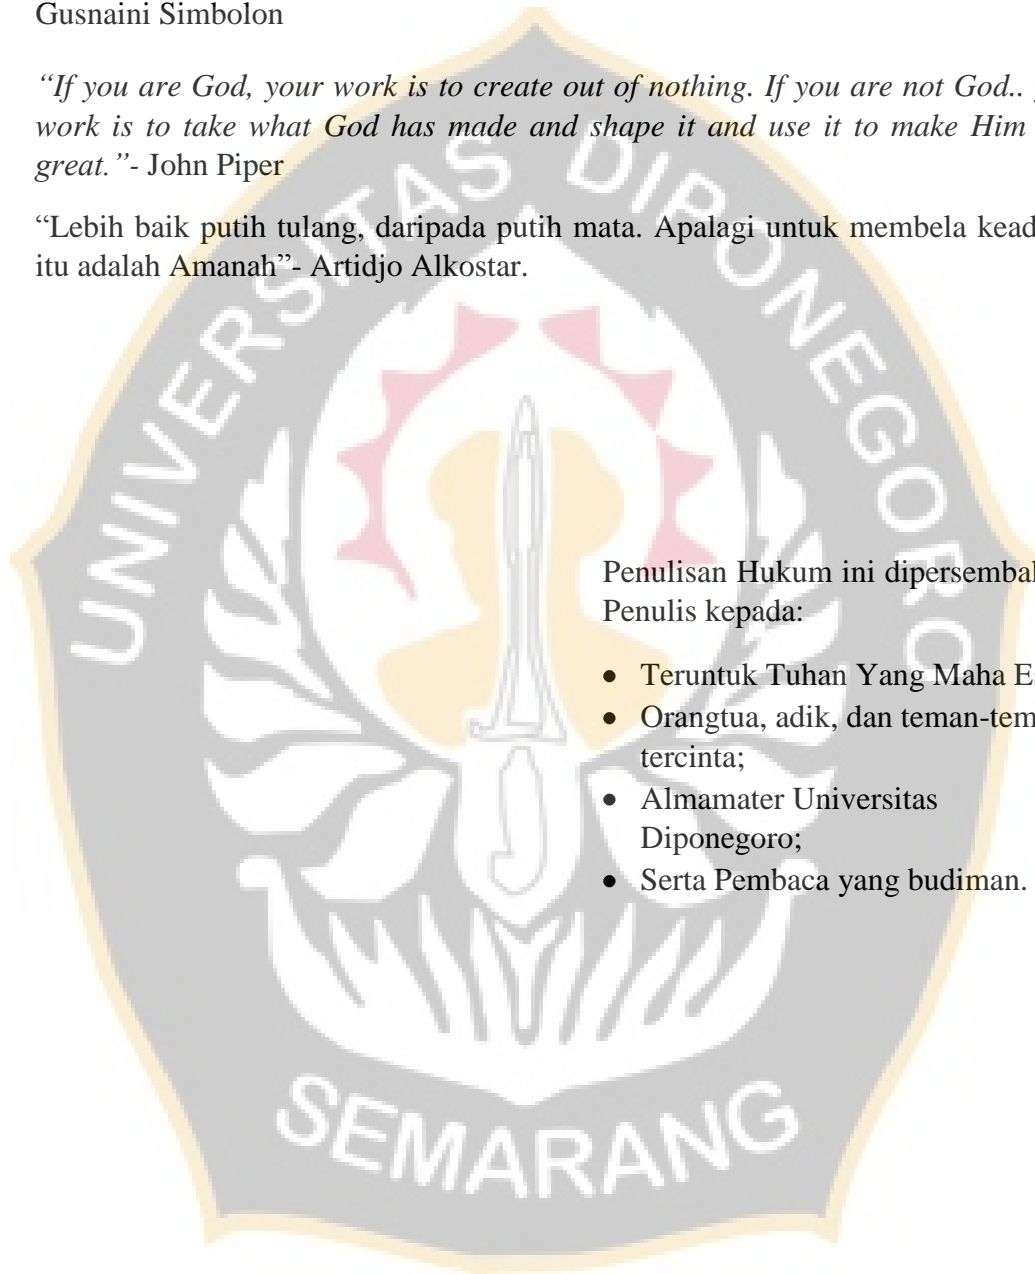 Gusnaini Simbolon
“If you are God, your work is to create out of nothing. If you are not God..
work is to take what God has made and shape it and use it to make Him
great.”- John Piper
“Lebih baik putih tulang, daripada putih mata. Apalagi untuk membela
itu adalah Amanah”- Artidjo Alkostar.
UNIVERSITAS DIPONEGORO
Penulisan Hukum ini
Penulis kepada:
• Teruntuk Tuhan Yang Maha
• Orangtua, adik, dan
tercinta;
• Almamater Universitas
Diponegoro;
• Serta Pembaca yang budiman.
SEMARANG